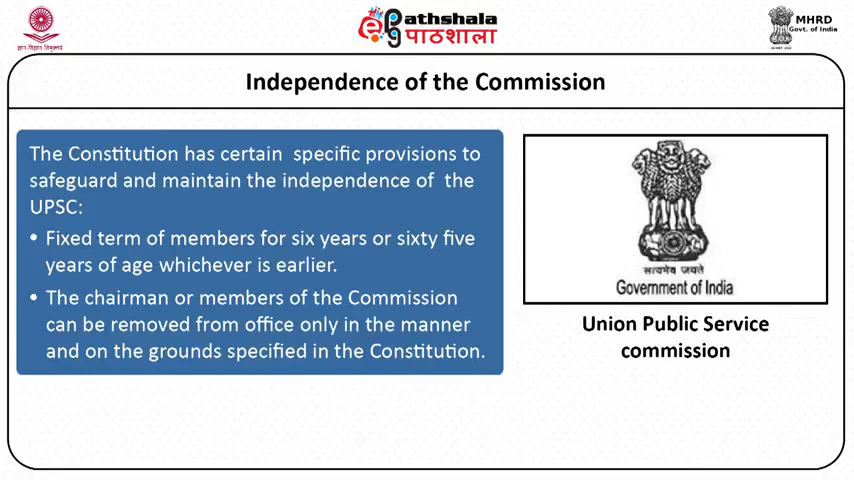 ePathshala
पाठशाला
ज्ञान-विज्ञान विमुक्तये
MHRD
Govt. of India
Independence of the Commission
The Constitution has certain specific provisions to
safeguard and maintain the independence of the
UPSC:
• Fixed term of members for six years or sixty five
years of age whichever is earlier.
• The chairman or members of the Commission
can be removed from office only in the manner
and on the grounds specified in the Constitution.
सत्यमेव जयते
Government of India
Union Public Service
commission